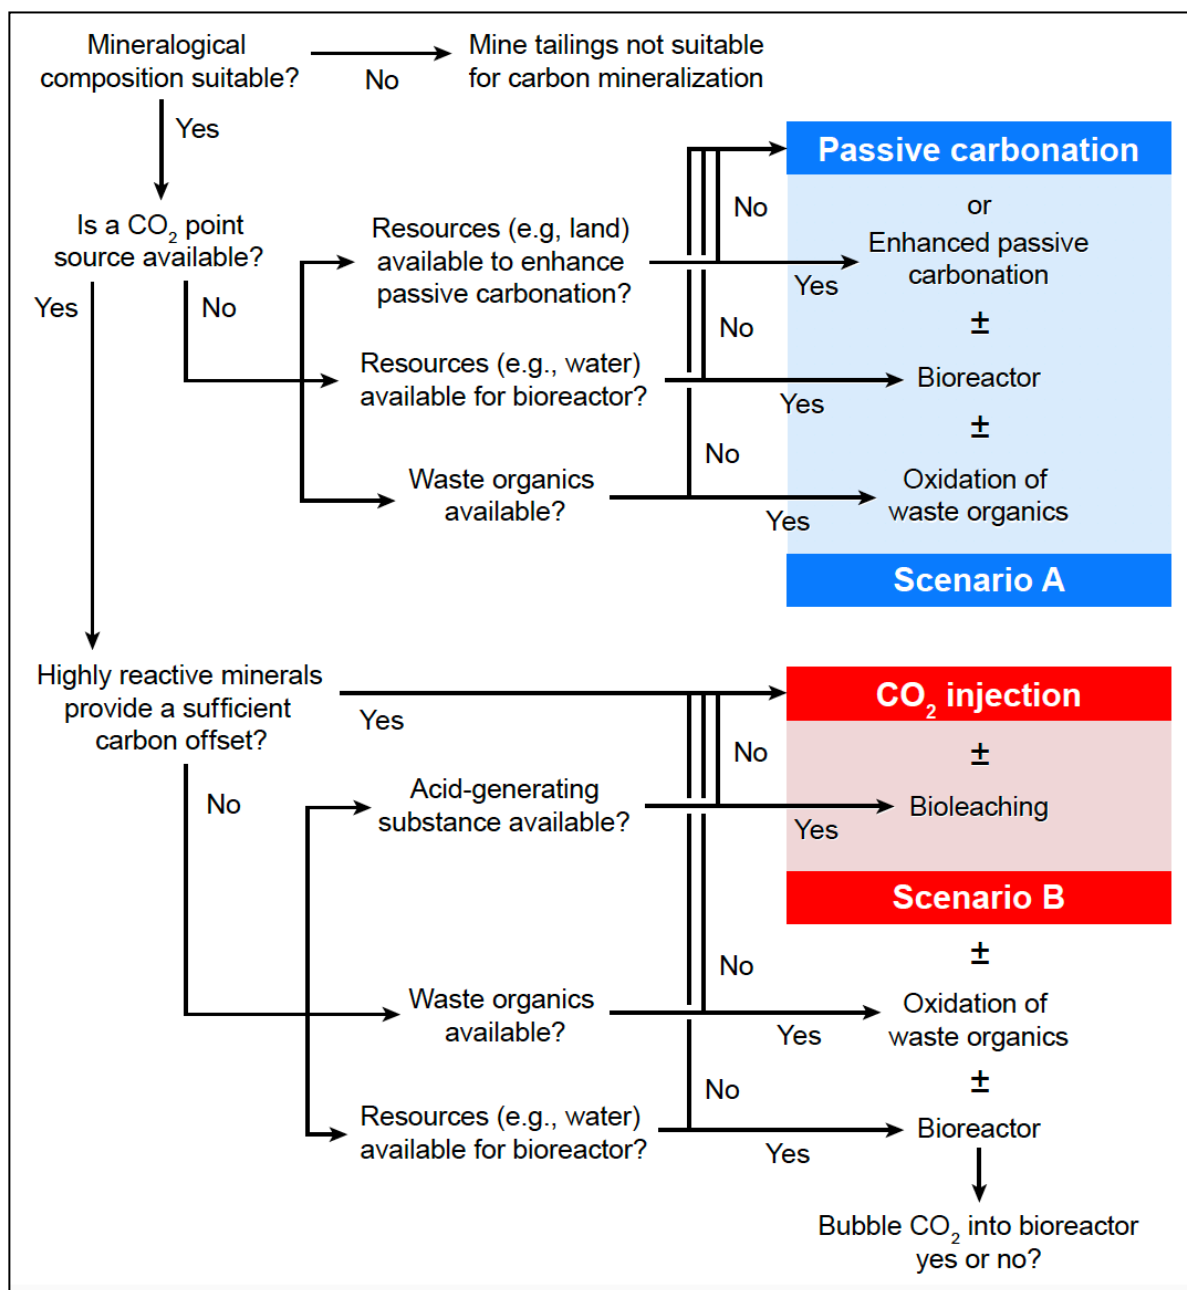 Mineralogical
composition suitable?
No
Mine tailings not suitable
for carbon mineralization
Yes
Passive carbonation
Is a CO₂ point
source available?
Yes
No
Resources (e.g, land)
available to enhance
passive carbonation?
No
Yes
or
Enhanced passive
carbonation
±
Resources (e.g., water)
available for bioreactor?
No
Yes
Bioreactor
±
Waste organics
available?
No
Yes
Oxidation of
waste organics
Scenario A
Highly reactive minerals
provide a sufficient
carbon offset?
Yes
No
CO₂ injection
±
Acid-generating
substance available?
No
Yes
Bioleaching
Scenario B
±
Waste organics
available?
No
Yes
Oxidation of
waste organics
±
Resources (e.g., water)
available for bioreactor?
No
Yes
Bioreactor
Bubble CO₂ into bioreactor
yes or no?